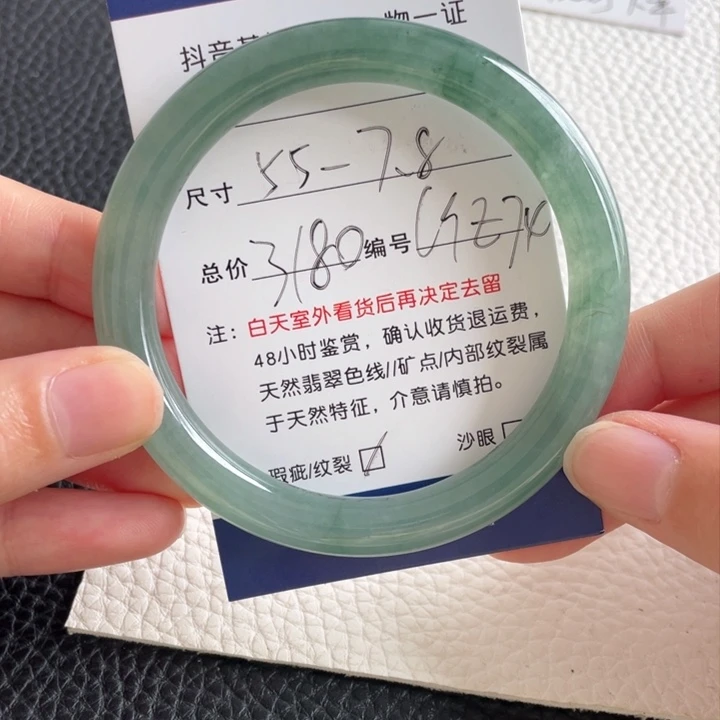 抖音
物一证
尺寸 55-7.8
总价 3180 编号
注：白天室外看货后再决定去留
48小时鉴赏，确认收货退运费，
天然翡翠色线//矿点/内部纹裂属
于天然特征，介意请慎拍。
瑕疵/纹裂 沙眼